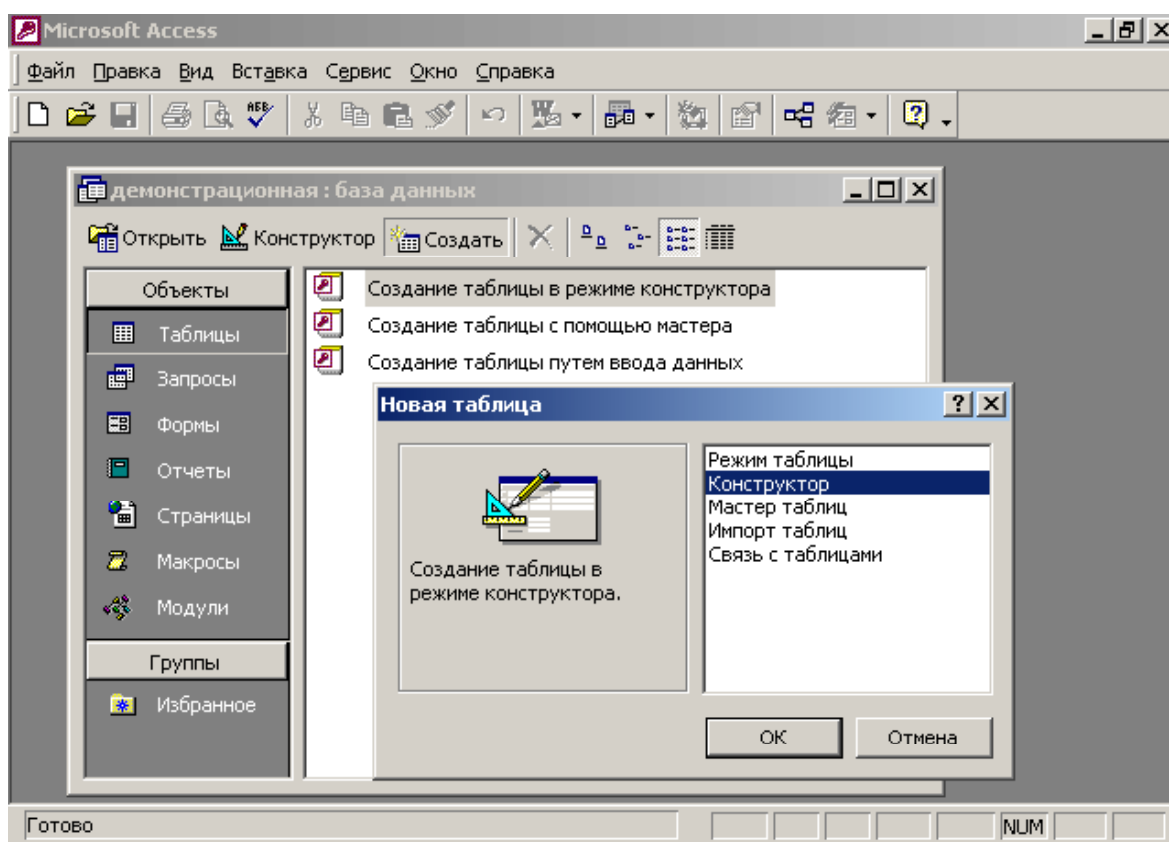 Microsoft Access
Файл Правка Вид Вставка Сервис Окно Справка
демонстрационная : база данных
Открыть Конструктор Создать
Объекты
Таблицы
Запросы
Формы
Отчеты
Страницы
Макросы
Модули
Группы
Избранное
Создание таблицы в режиме конструктора
Создание таблицы с помощью мастера
Создание таблицы путем ввода данных
Новая таблица
Создание таблицы в
режиме конструктора.
Режим таблицы
Конструктор
Мастер таблиц
Импорт таблиц
Связь с таблицами
ОК Отмена
Готово NUM